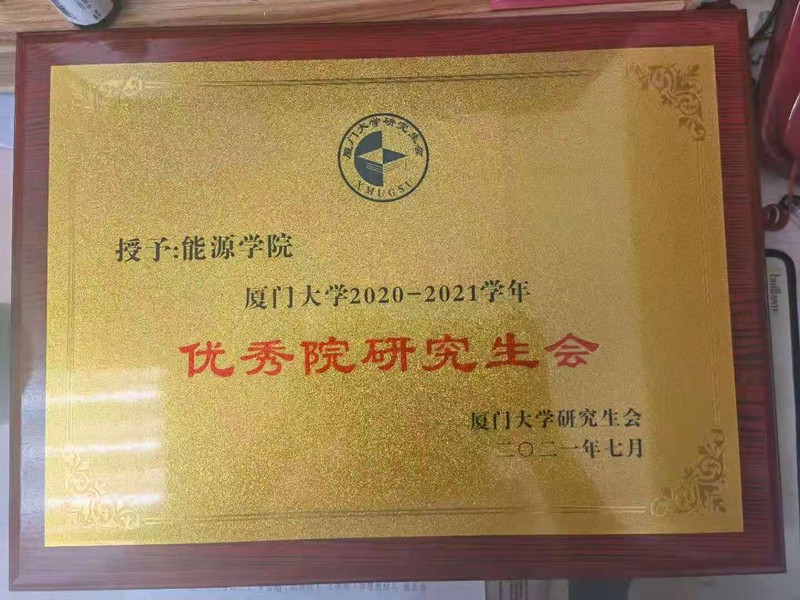 厦门大学研究生会
XMUGSU
授予:能源学院
厦门大学2020-2021学年
优秀院研究生会
厦门大学研究生会
二〇二一年七月
brilliante